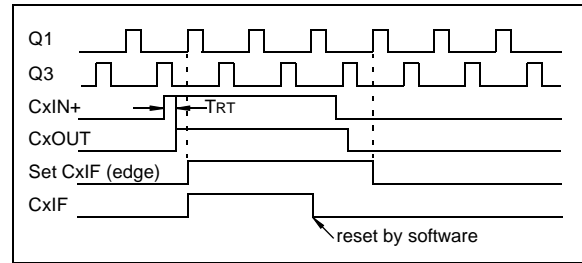 Q1
Q3
CxIN+
TRT
CxOUT
Set CxIF (edge)
CxIF
reset by software